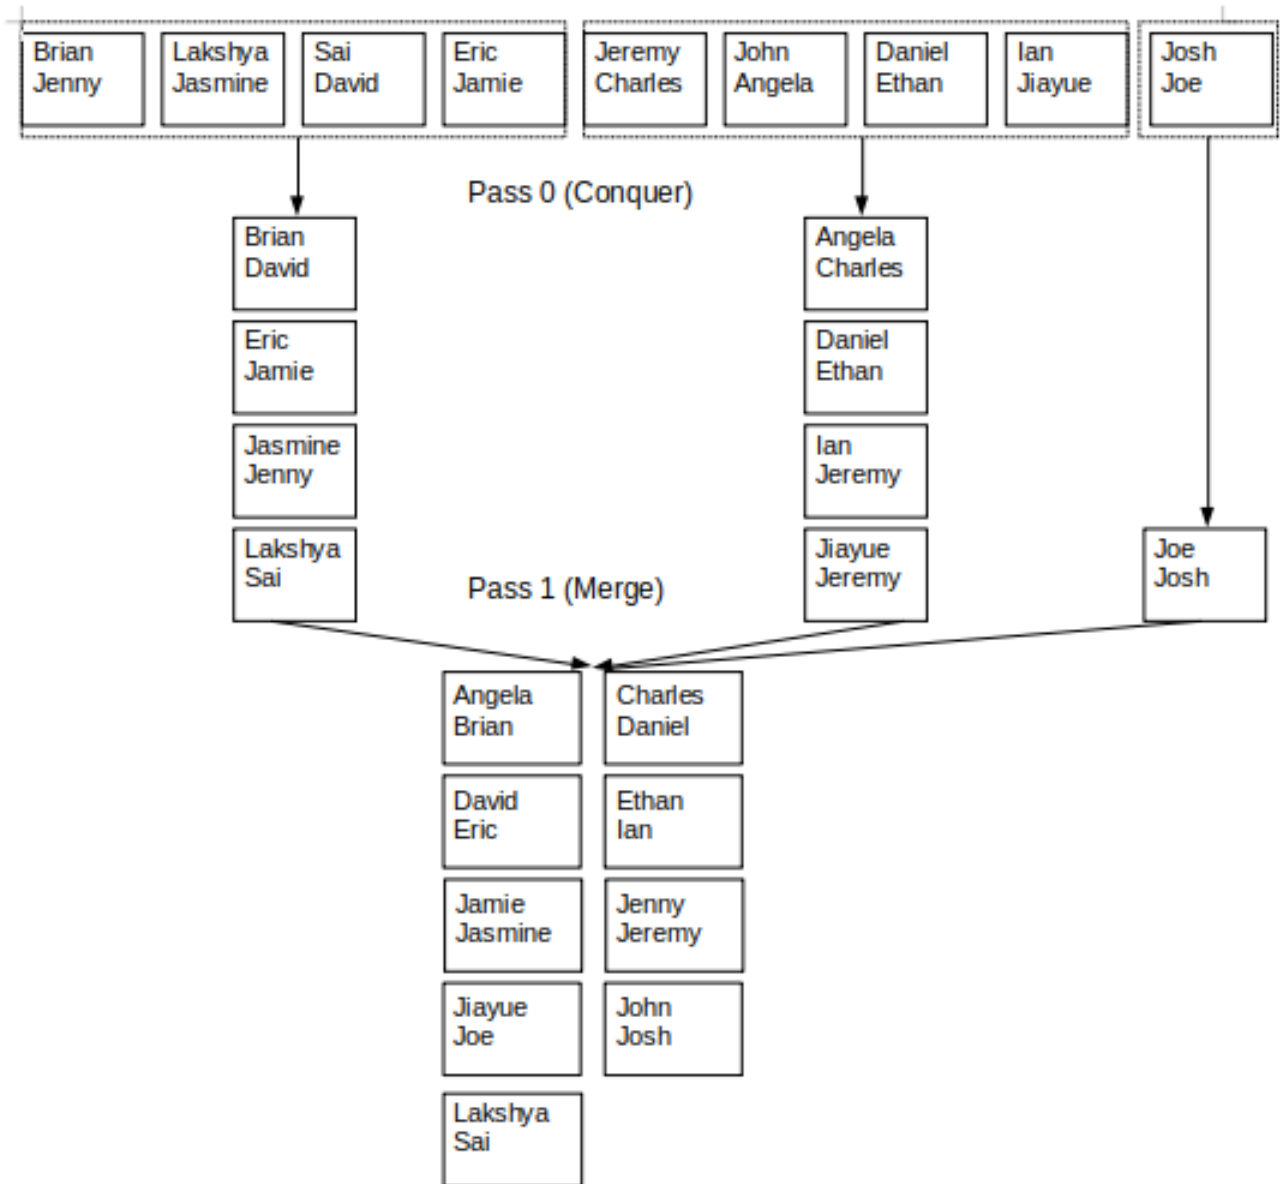 Brian
Jenny
Lakshya
Jasmine
Sai
David
Eric
Jamie
Jeremy
Charles
John
Angela
Daniel
Ethan
Ian
Jiayue
Josh
Joe
Pass 0 (Conquer)
Brian
David
Eric
Jamie
Jasmine
Jenny
Lakshya
Sai
Angela
Charles
Daniel
Ethan
Ian
Jeremy
Jiayue
Jeremy
Joe
Josh
Pass 1 (Merge)
Angela
Brian
Charles
Daniel
David
Eric
Ethan
Ian
Jamie
Jasmine
Jenny
Jeremy
Jiayue
Joe
John
Josh
Lakshya
Sai